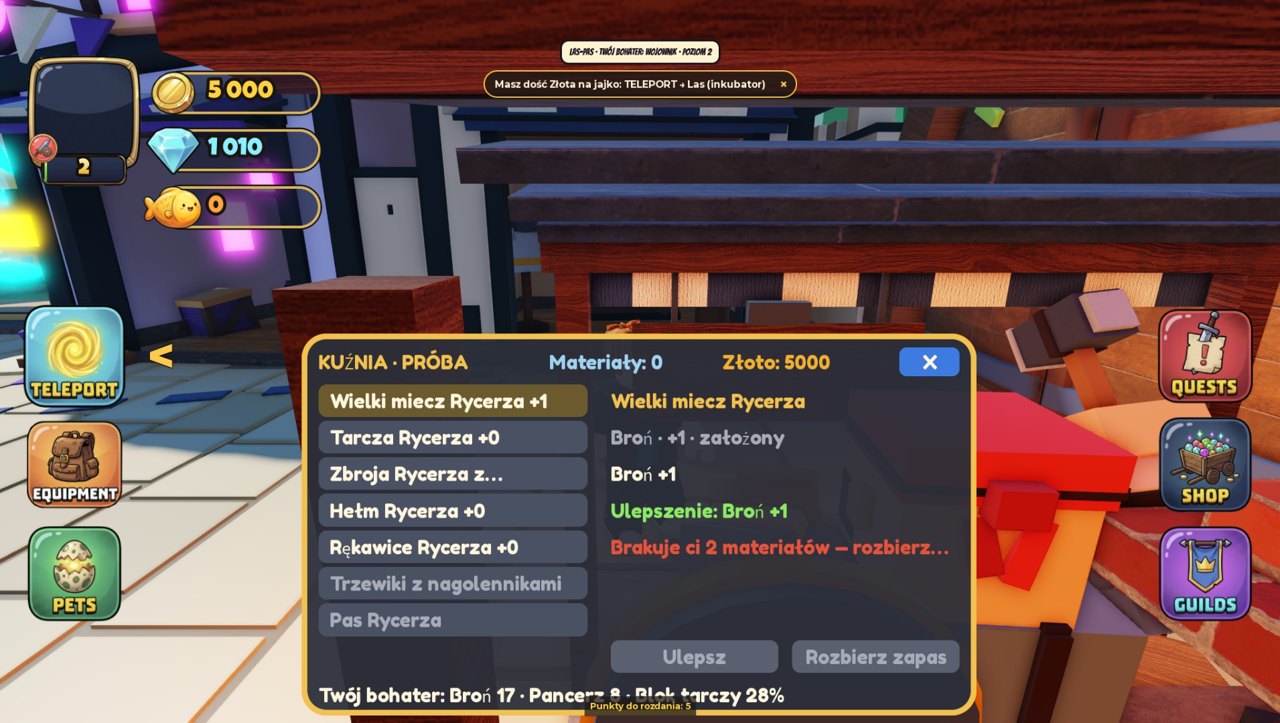 LAS-PAS · TWÓJ BOHATER: WOJOWNIK · POZIOM 2
Masz dość Złota na jajko: TELEPORT → Las (inkubator) ×
5 000
1 010
2
0
TELEPORT
<
EQUIPMENT
PETS
QUESTS
SHOP
GUILDS
KUŹNIA · PRÓBA
Materiały: 0
Złoto: 5000
X
Wielki miecz Rycerza +1
Tarcza Rycerza +0
Zbroja Rycerza z...
Hełm Rycerza +0
Rękawice Rycerza +0
Trzewiki z nagolennikami
Pas Rycerza
Wielki miecz Rycerza
Broń · +1 · założony
Broń +1
Ulepszenie: Broń +1
Brakuje ci 2 materiałów — rozbierz...
Ulepsz
Rozbierz zapas
Twój bohater: Broń 17 · Pancerz 8 · Blok tarczy 28%
Punkty do rozdania: 5